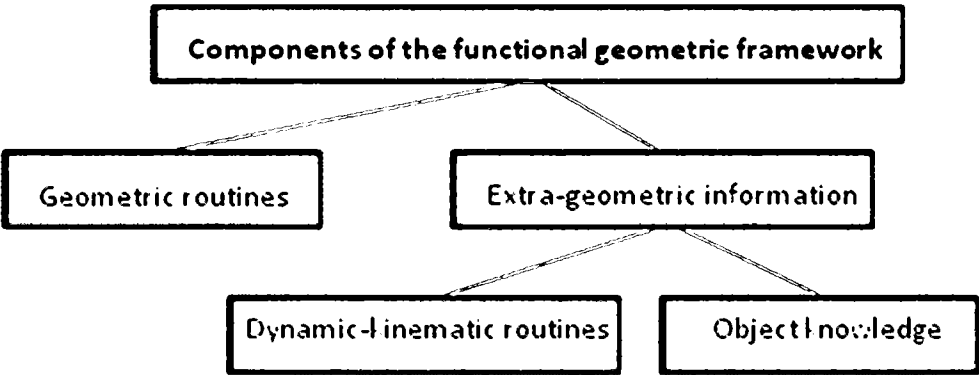 Components of the functional geometric framework
Geometric routines
Extra-geometric information
Dynamic-kinematic routines
Object knowledge